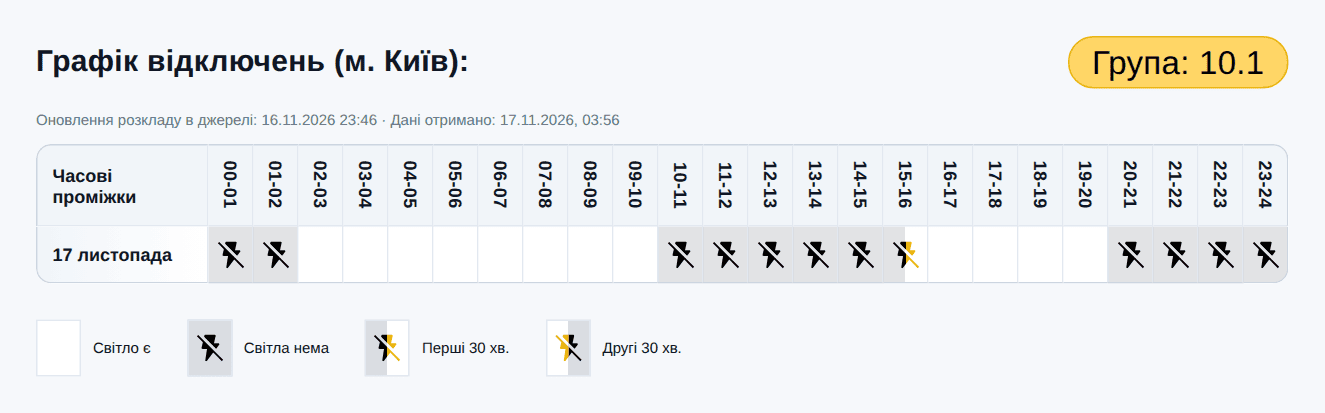 Графік відключень (м. Київ):
Група: 10.1
Оновлення розкладу в джерелі: 16.11.2026 23:46 · Дані отримано: 17.11.2026, 03:56
Часові
проміжки
00-01
01-02
02-03
03-04
04-05
05-06
06-07
07-08
08-09
09-10
10-11
11-12
12-13
13-14
14-15
15-16
16-17
17-18
18-19
19-20
20-21
21-22
22-23
23-24
17 листопада
Світло є
Світла нема
Перші 30 хв.
Другі 30 хв.